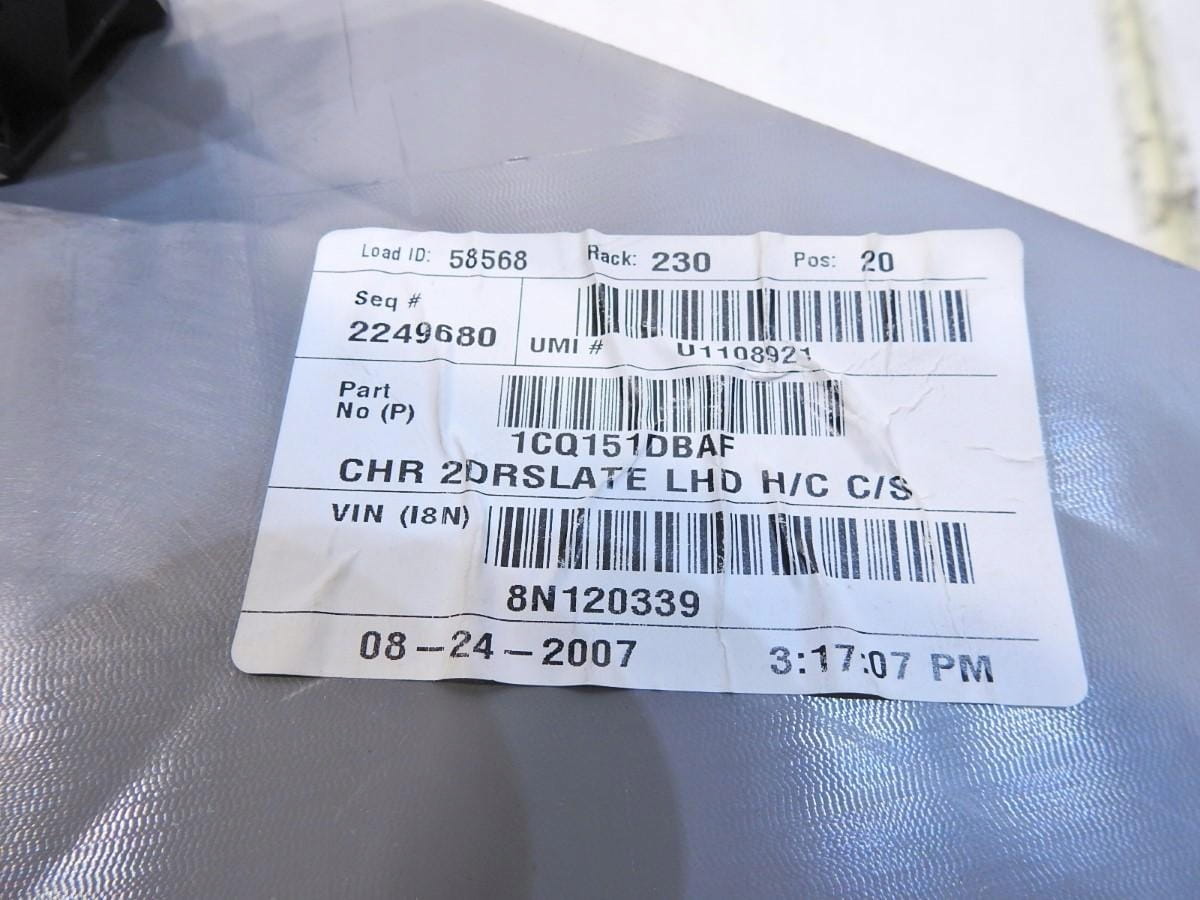 Load ID: 58568 Rack: 230 Pos: 20
Seq #
2249680
UMI # U1108921
Part
No (P)
1CQ151DBAF
CHR 2DRSLATE LHD H/C C/S
VIN (I8N)
8N120339
08-24-2007 3:17:07 PM